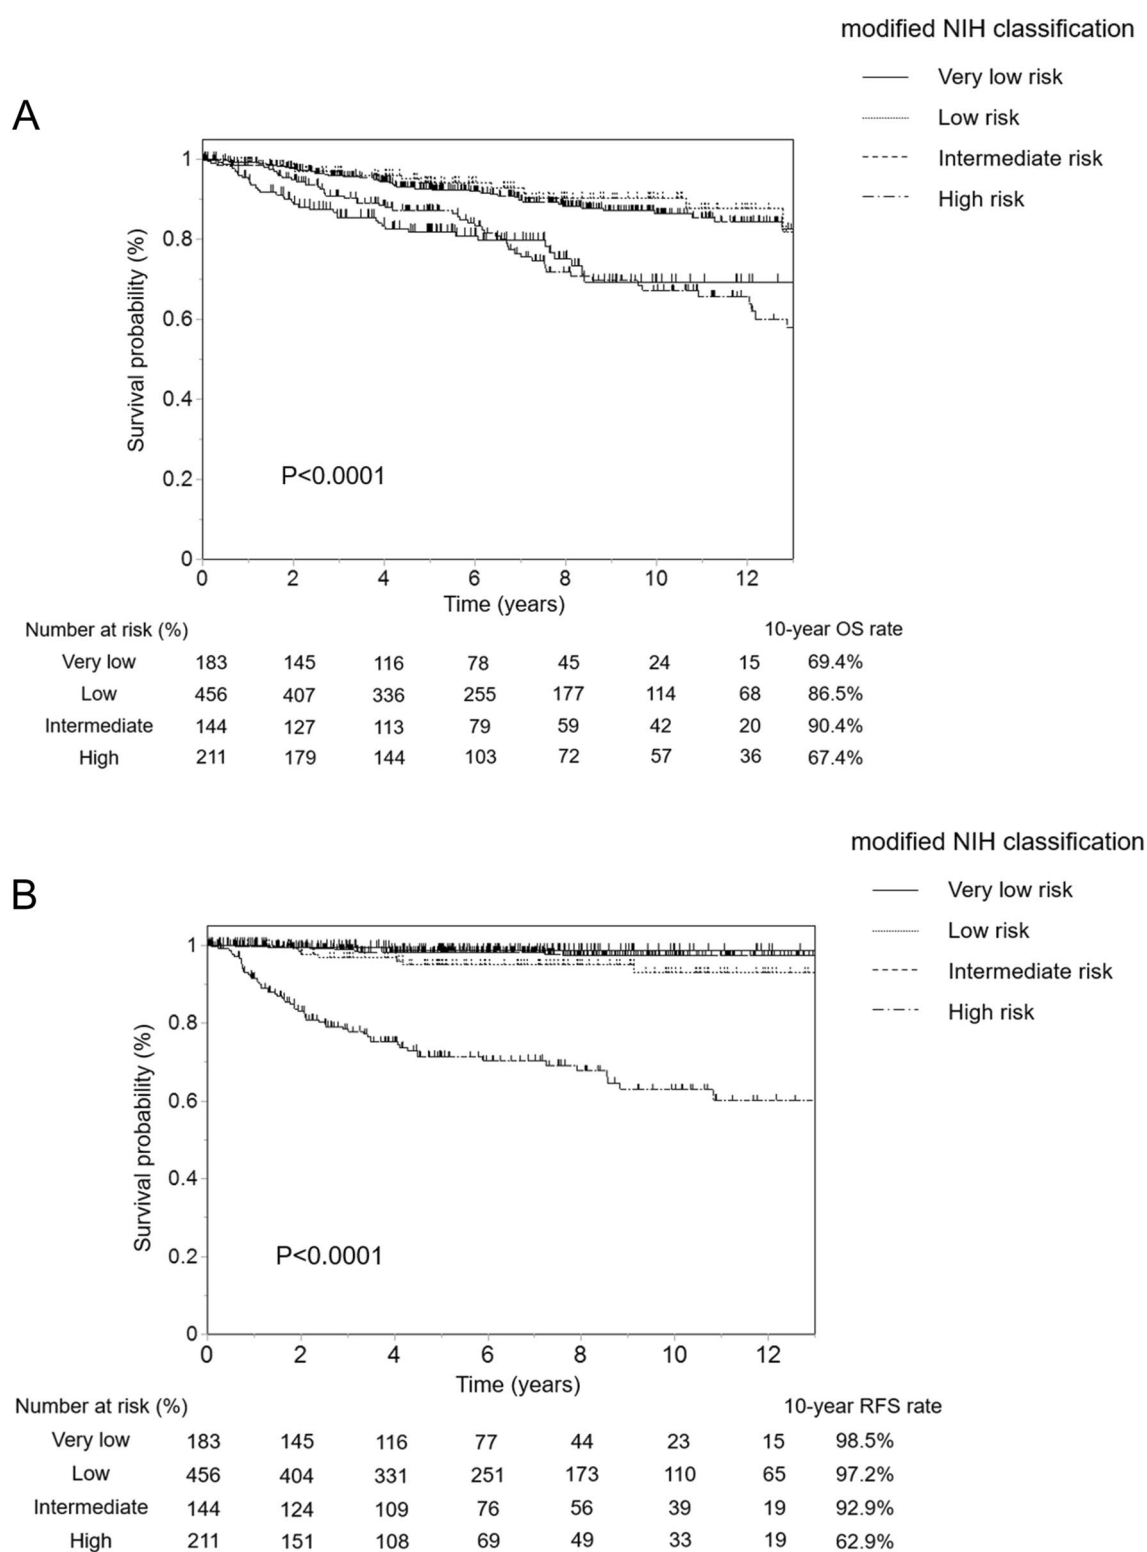 modified NIH classification
Very low risk
Low risk
Intermediate risk
High risk
A
1
0.8
0.6
0.4
0.2
0
Survival probability (%)
P<0.0001
0 2 4 6 8 10 12
Time (years)
Number at risk (%) 10-year OS rate
Very low 183 145 116 78 45 24 15 69.4%
Low 456 407 336 255 177 114 68 86.5%
Intermediate 144 127 113 79 59 42 20 90.4%
High 211 179 144 103 72 57 36 67.4%
modified NIH classification
Very low risk
Low risk
Intermediate risk
High risk
B
1
0.8
0.6
0.4
0.2
0
Survival probability (%)
P<0.0001
0 2 4 6 8 10 12
Time (years)
Number at risk (%) 10-year RFS rate
Very low 183 145 116 77 44 23 15 98.5%
Low 456 404 331 251 173 110 65 97.2%
Intermediate 144 124 109 76 56 39 19 92.9%
High 211 151 108 69 49 33 19 62.9%